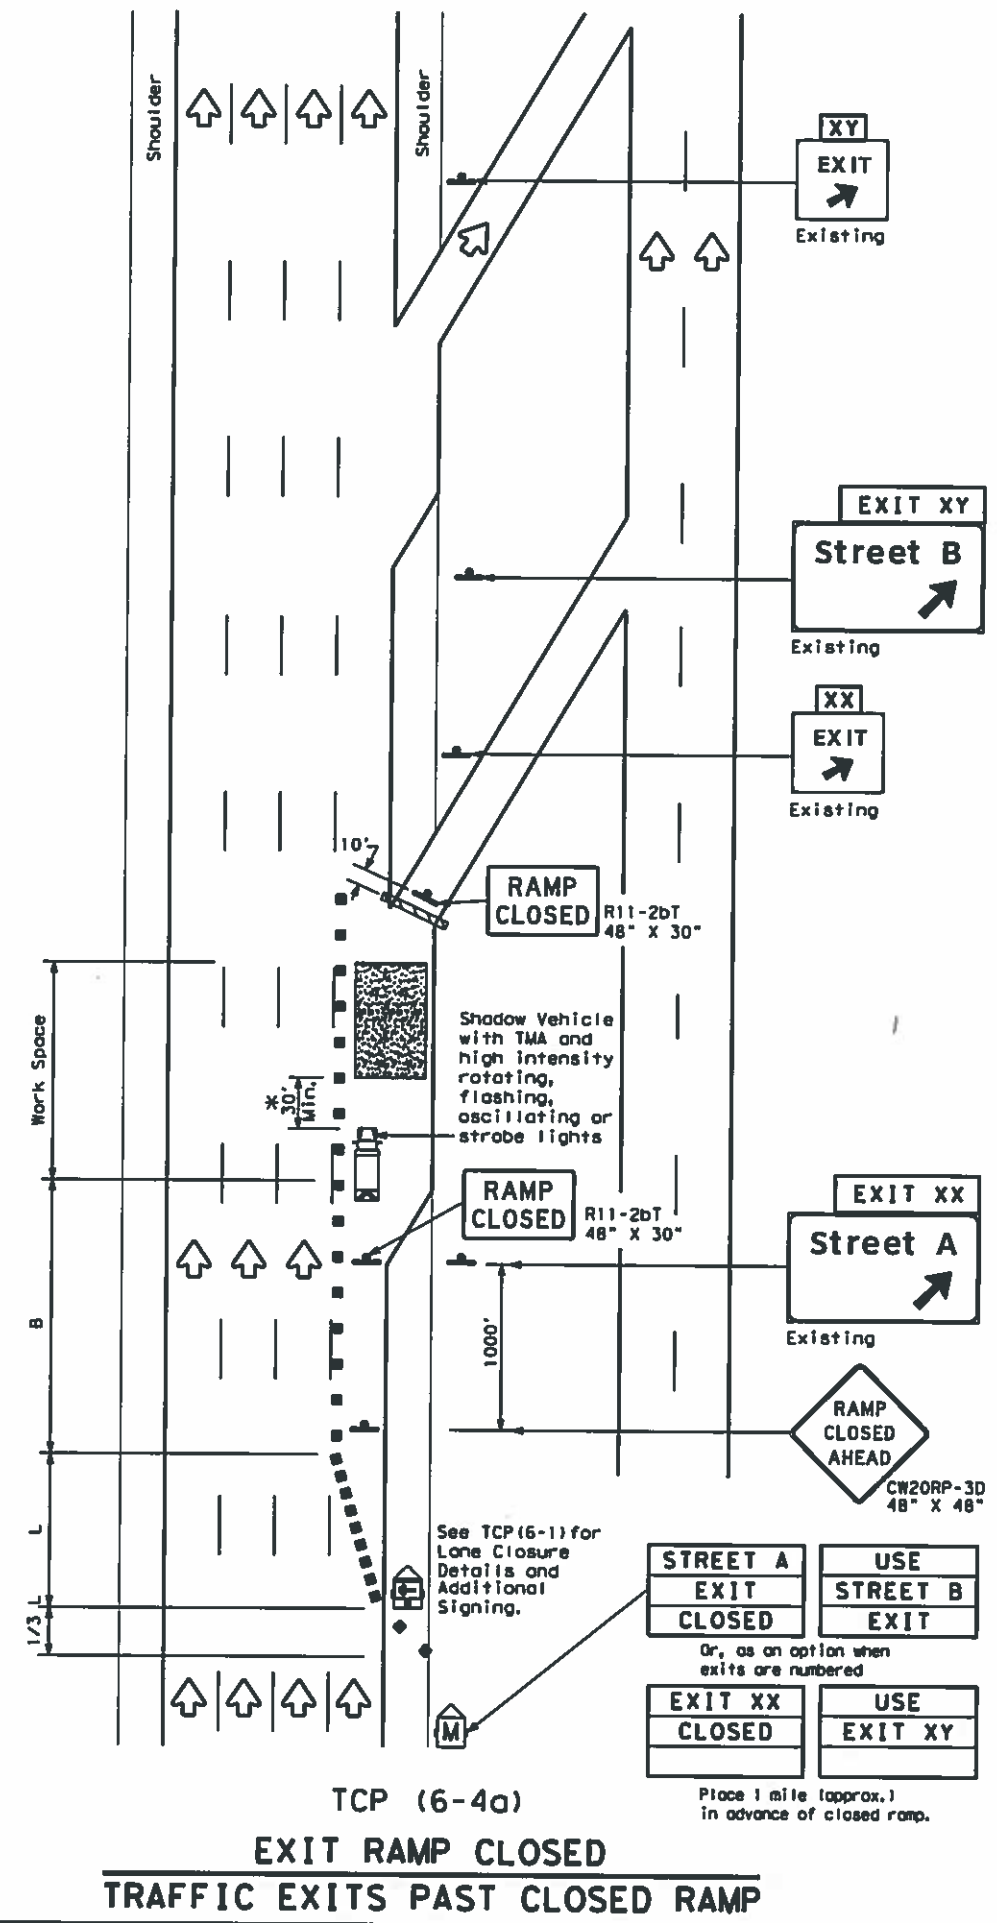 Shoulder
Shoulder
XY
EXIT
Existing
EXIT XY
Street B
Existing
XX
EXIT
Existing
10'
RAMP
CLOSED
R11-2bT
48" X 30"
Work Space
*
30'
Min.
Shadow Vehicle
with TMA and
high intensity
rotating,
flashing,
oscillating or
strobe lights
RAMP
CLOSED
R11-2bT
48" X 30"
EXIT XX
Street A
Existing
B
1000'
RAMP
CLOSED
AHEAD
CW20RP-3D
48" X 48"
L
1/3 L
See TCP(6-1)for
Lane Closure
Details and
Additional
Signing.
STREET A
EXIT
CLOSED
USE
STREET B
EXIT
Or, as an option when
exits are numbered
EXIT XX
CLOSED
USE
EXIT XY
M
Place 1 mile (approx.)
in advance of closed ramp.
TCP (6-4a)
EXIT RAMP CLOSED
TRAFFIC EXITS PAST CLOSED RAMP